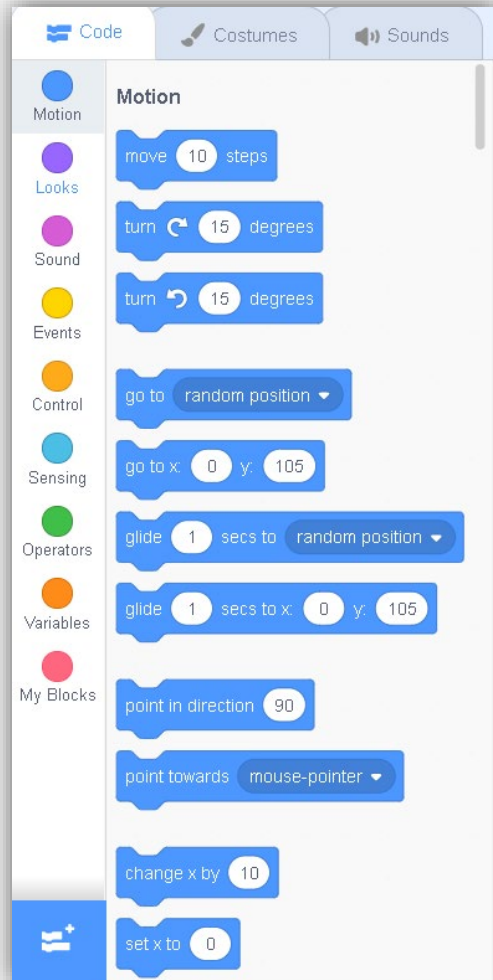 Code
Costumes
Sounds
Motion
Looks
Sound
Events
Control
Sensing
Operators
Variables
My Blocks
Motion
move 10 steps
turn 15 degrees
turn 15 degrees
go to random position
go to x: 0 y: 105
glide 1 secs to random position
glide 1 secs to x: 0 y: 105
point in direction 90
point towards mouse-pointer
change x by 10
set x to 0